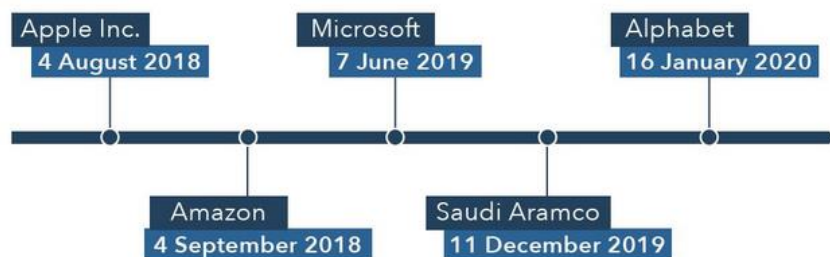 Apple Inc.
4 August 2018
Amazon
4 September 2018
Microsoft
7 June 2019
Saudi Aramco
11 December 2019
Alphabet
16 January 2020